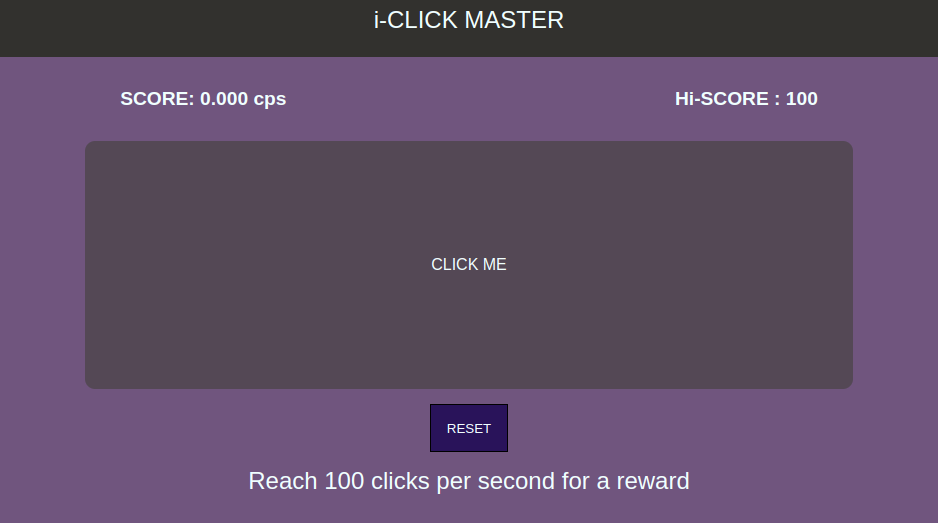 i-CLICK MASTER
SCORE: 0.000 cps
Hi-SCORE : 100
CLICK ME
RESET
Reach 100 clicks per second for a reward